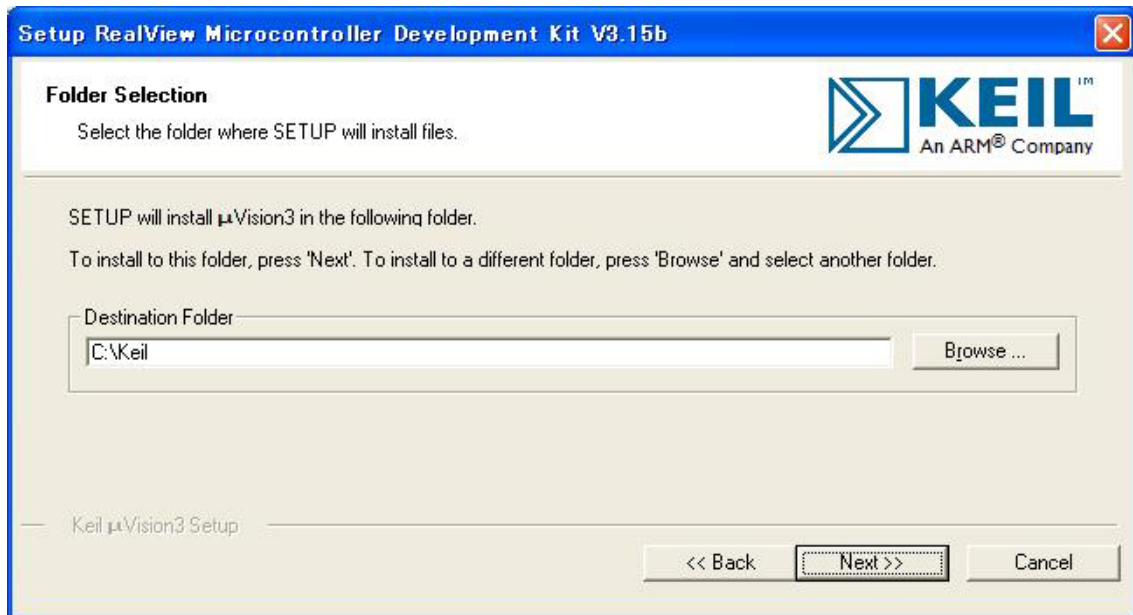 Setup RealView Microcontroller Development Kit V3.15b
Folder Selection
Select the folder where SETUP will install files.
KEIL™
An ARM® Company
SETUP will install µVision3 in the following folder.
To install to this folder, press 'Next'. To install to a different folder, press 'Browse' and select another folder.
Destination Folder
C:\Keil
Browse ...
Keil µVision3 Setup
<< Back
Next >>
Cancel